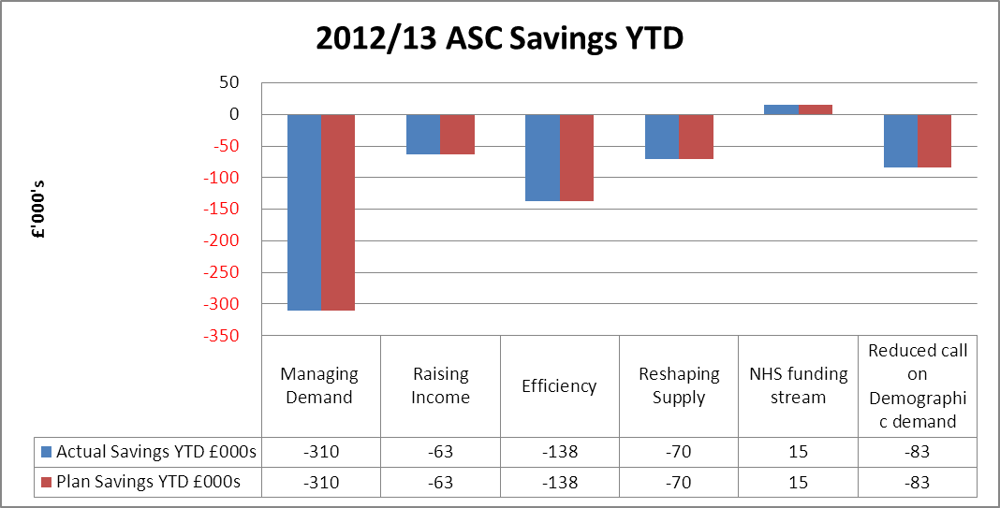 2012/13 ASC Savings YTD
£'000's
50
0
-50
-100
-150
-200
-250
-300
-350
Managing
Demand
Raising
Income
Efficiency
Reshaping
Supply
NHS funding
stream
Reduced call
on
Demographi
c demand
Actual Savings YTD £000s -310 -63 -138 -70 15 -83
Plan Savings YTD £000s -310 -63 -138 -70 15 -83